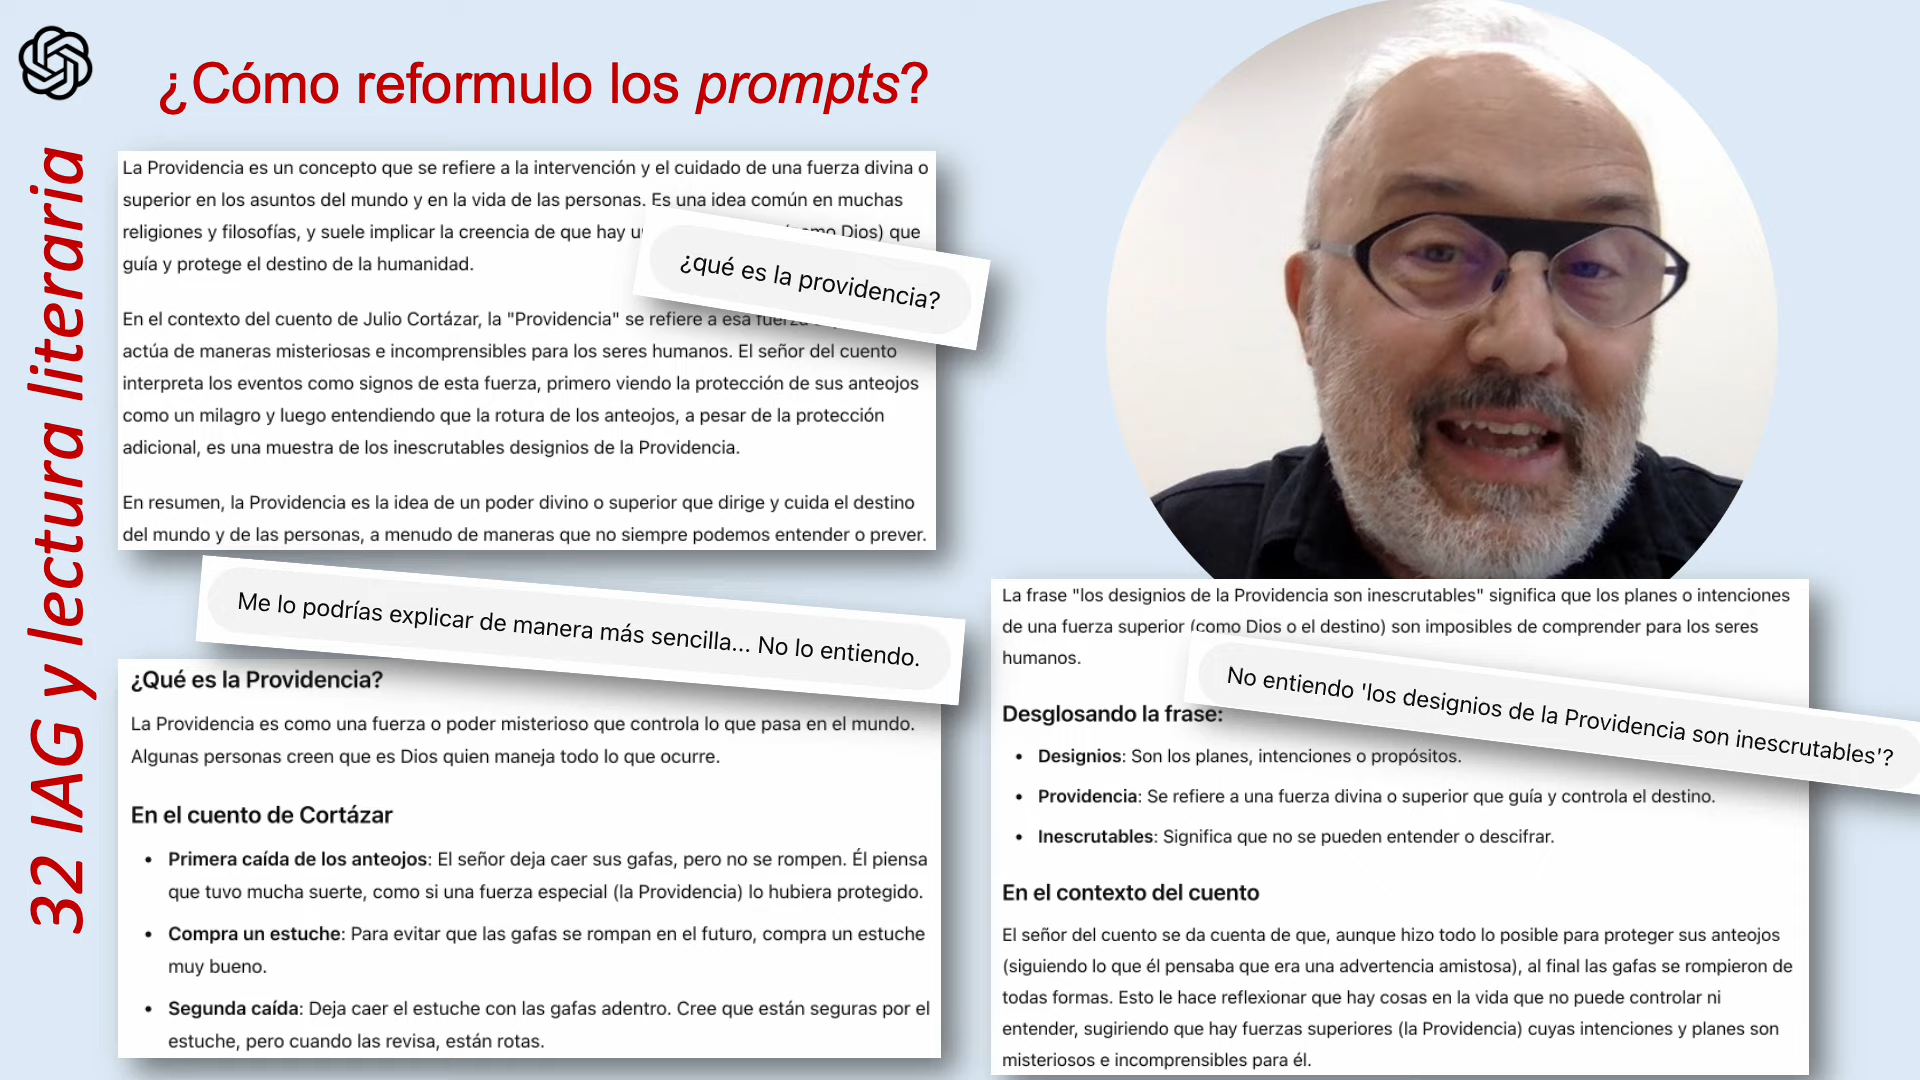 ¿Cómo reformulo los prompts?
32 IAG y lectura literaria
La Providencia es un concepto que se refiere a la intervención y el cuidado de una fuerza divina o
superior en los asuntos del mundo y en la vida de las personas. Es una idea común en muchas
religiones y filosofías, y suele implicar la creencia de que hay (como Dios) que
guía y protege el destino de la humanidad.
¿qué es la providencia?
En el contexto del cuento de Julio Cortázar, la "Providencia" se refiere a esa
actúa de maneras misteriosas e incomprensibles para los seres humanos. El señor del cuento
interpreta los eventos como signos de esta fuerza, primero viendo la protección de sus anteojos
como un milagro y luego entendiendo que la rotura de los anteojos, a pesar de la protección
adicional, es una muestra de los inescrutables designios de la Providencia.
En resumen, la Providencia es la idea de un poder divino o superior que dirige y cuida el destino
del mundo y de las personas, a menudo de maneras que no siempre podemos entender o prever.
Me lo podrías explicar de manera más sencilla... No lo entiendo.
¿Qué es la Providencia?
La Providencia es como una fuerza o poder misterioso que controla lo que pasa en el mundo.
Algunas personas creen que es Dios quien maneja todo lo que ocurre.
En el cuento de Cortázar
• Primera caída de los anteojos: El señor deja caer sus gafas, pero no se rompen. Él piensa
que tuvo mucha suerte, como si una fuerza especial (la Providencia) lo hubiera protegido.
• Compra un estuche: Para evitar que las gafas se rompan en el futuro, compra un estuche
muy bueno.
• Segunda caída: Deja caer el estuche con las gafas adentro. Cree que están seguras por el
estuche, pero cuando las revisa, están rotas.
La frase "los designios de la Providencia son inescrutables" significa que los planes o intenciones
de una fuerza superior (como Dios o el destino) son imposibles de comprender para los seres
humanos.
No entiendo 'los designios de la Providencia son inescrutables'?
Desglosando la frase:
• Designios: Son los planes, intenciones o propósitos.
• Providencia: Se refiere a una fuerza divina o superior que guía y controla el destino.
• Inescrutables: Significa que no se pueden entender o descifrar.
En el contexto del cuento
El señor del cuento se da cuenta de que, aunque hizo todo lo posible para proteger sus anteojos
(siguiendo lo que él pensaba que era una advertencia amistosa), al final las gafas se rompieron de
todas formas. Esto le hace reflexionar que hay cosas en la vida que no puede controlar ni
entender, sugiriendo que hay fuerzas superiores (la Providencia) cuyas intenciones y planes son
misteriosos e incomprensibles para él.